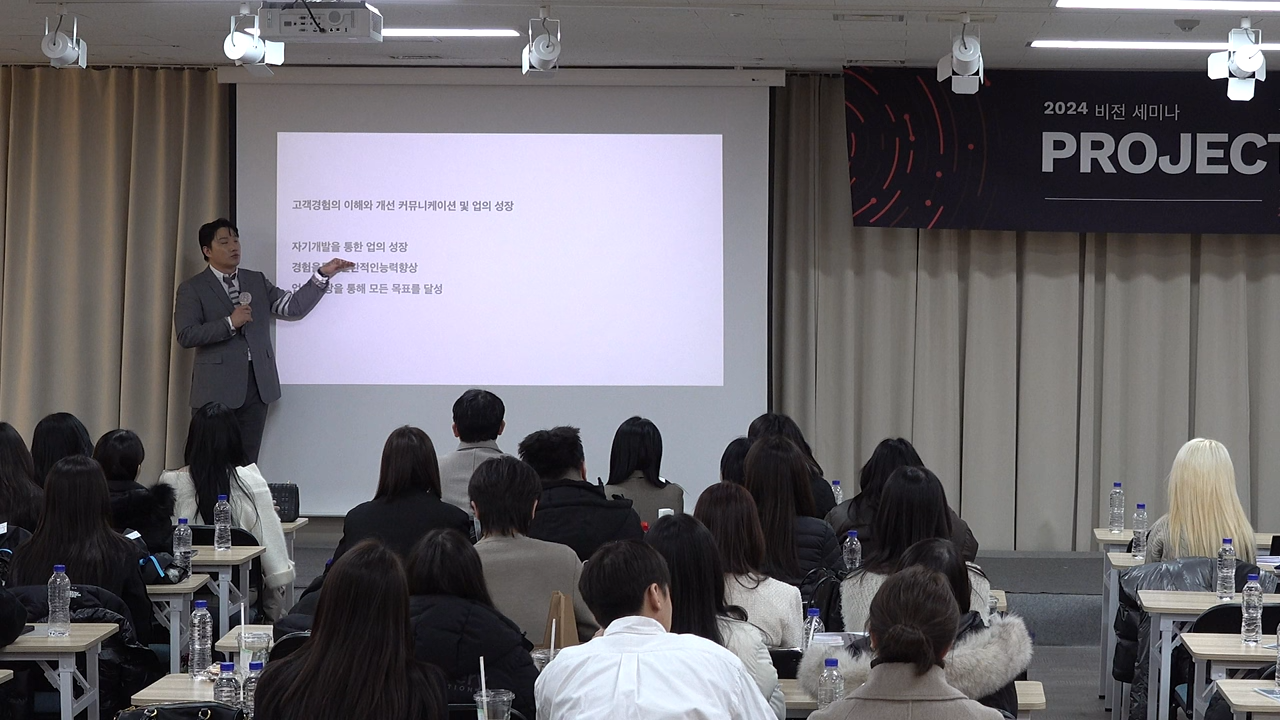 2024 비전 세미나
PROJECT
고객경험의 이해와 개선 커뮤니케이션 및 업의 성장
자기개발을 통한 업의 성장
경험을
적인능력향상
통해 모든 목표를 달성